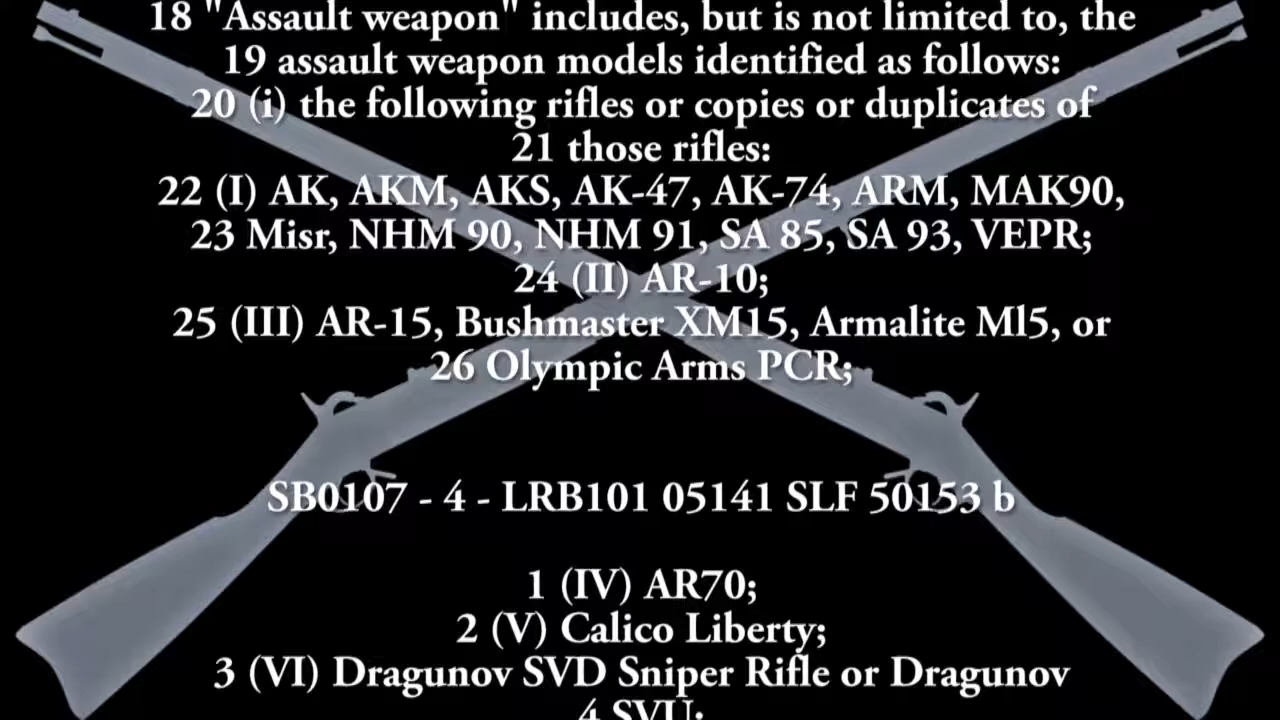 18 "Assault weapon" includes, but is not limited to, the
19 assault weapon models identified as follows:
20 (i) the following rifles or copies or duplicates of
21 those rifles:
22 (I) AK, AKM, AKS, AK-47, AK-74, ARM, MAK90,
23 Misr, NHM 90, NHM 91, SA 85, SA 93, VEPR;
24 (II) AR-10;
25 (III) AR-15, Bushmaster XM15, Armalite Ml5, or
26 Olympic Arms PCR;
SB0107 - 4 - LRB101 05141 SLF 50153 b
1 (IV) AR70;
2 (V) Calico Liberty;
3 (VI) Dragunov SVD Sniper Rifle or Dragunov
4 SVU;